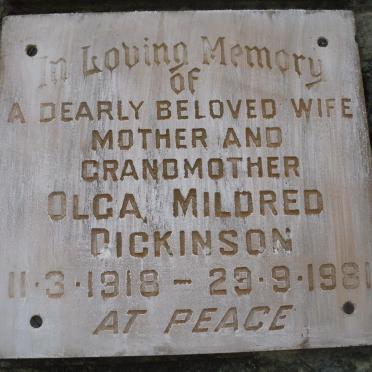 In Loving Memory
of
A DEARLY BELOVED WIFE
MOTHER AND
GRANDMOTHER
OLGA MILDRED
DICKINSON
11·3·1918 – 29·9·1981
AT PEACE